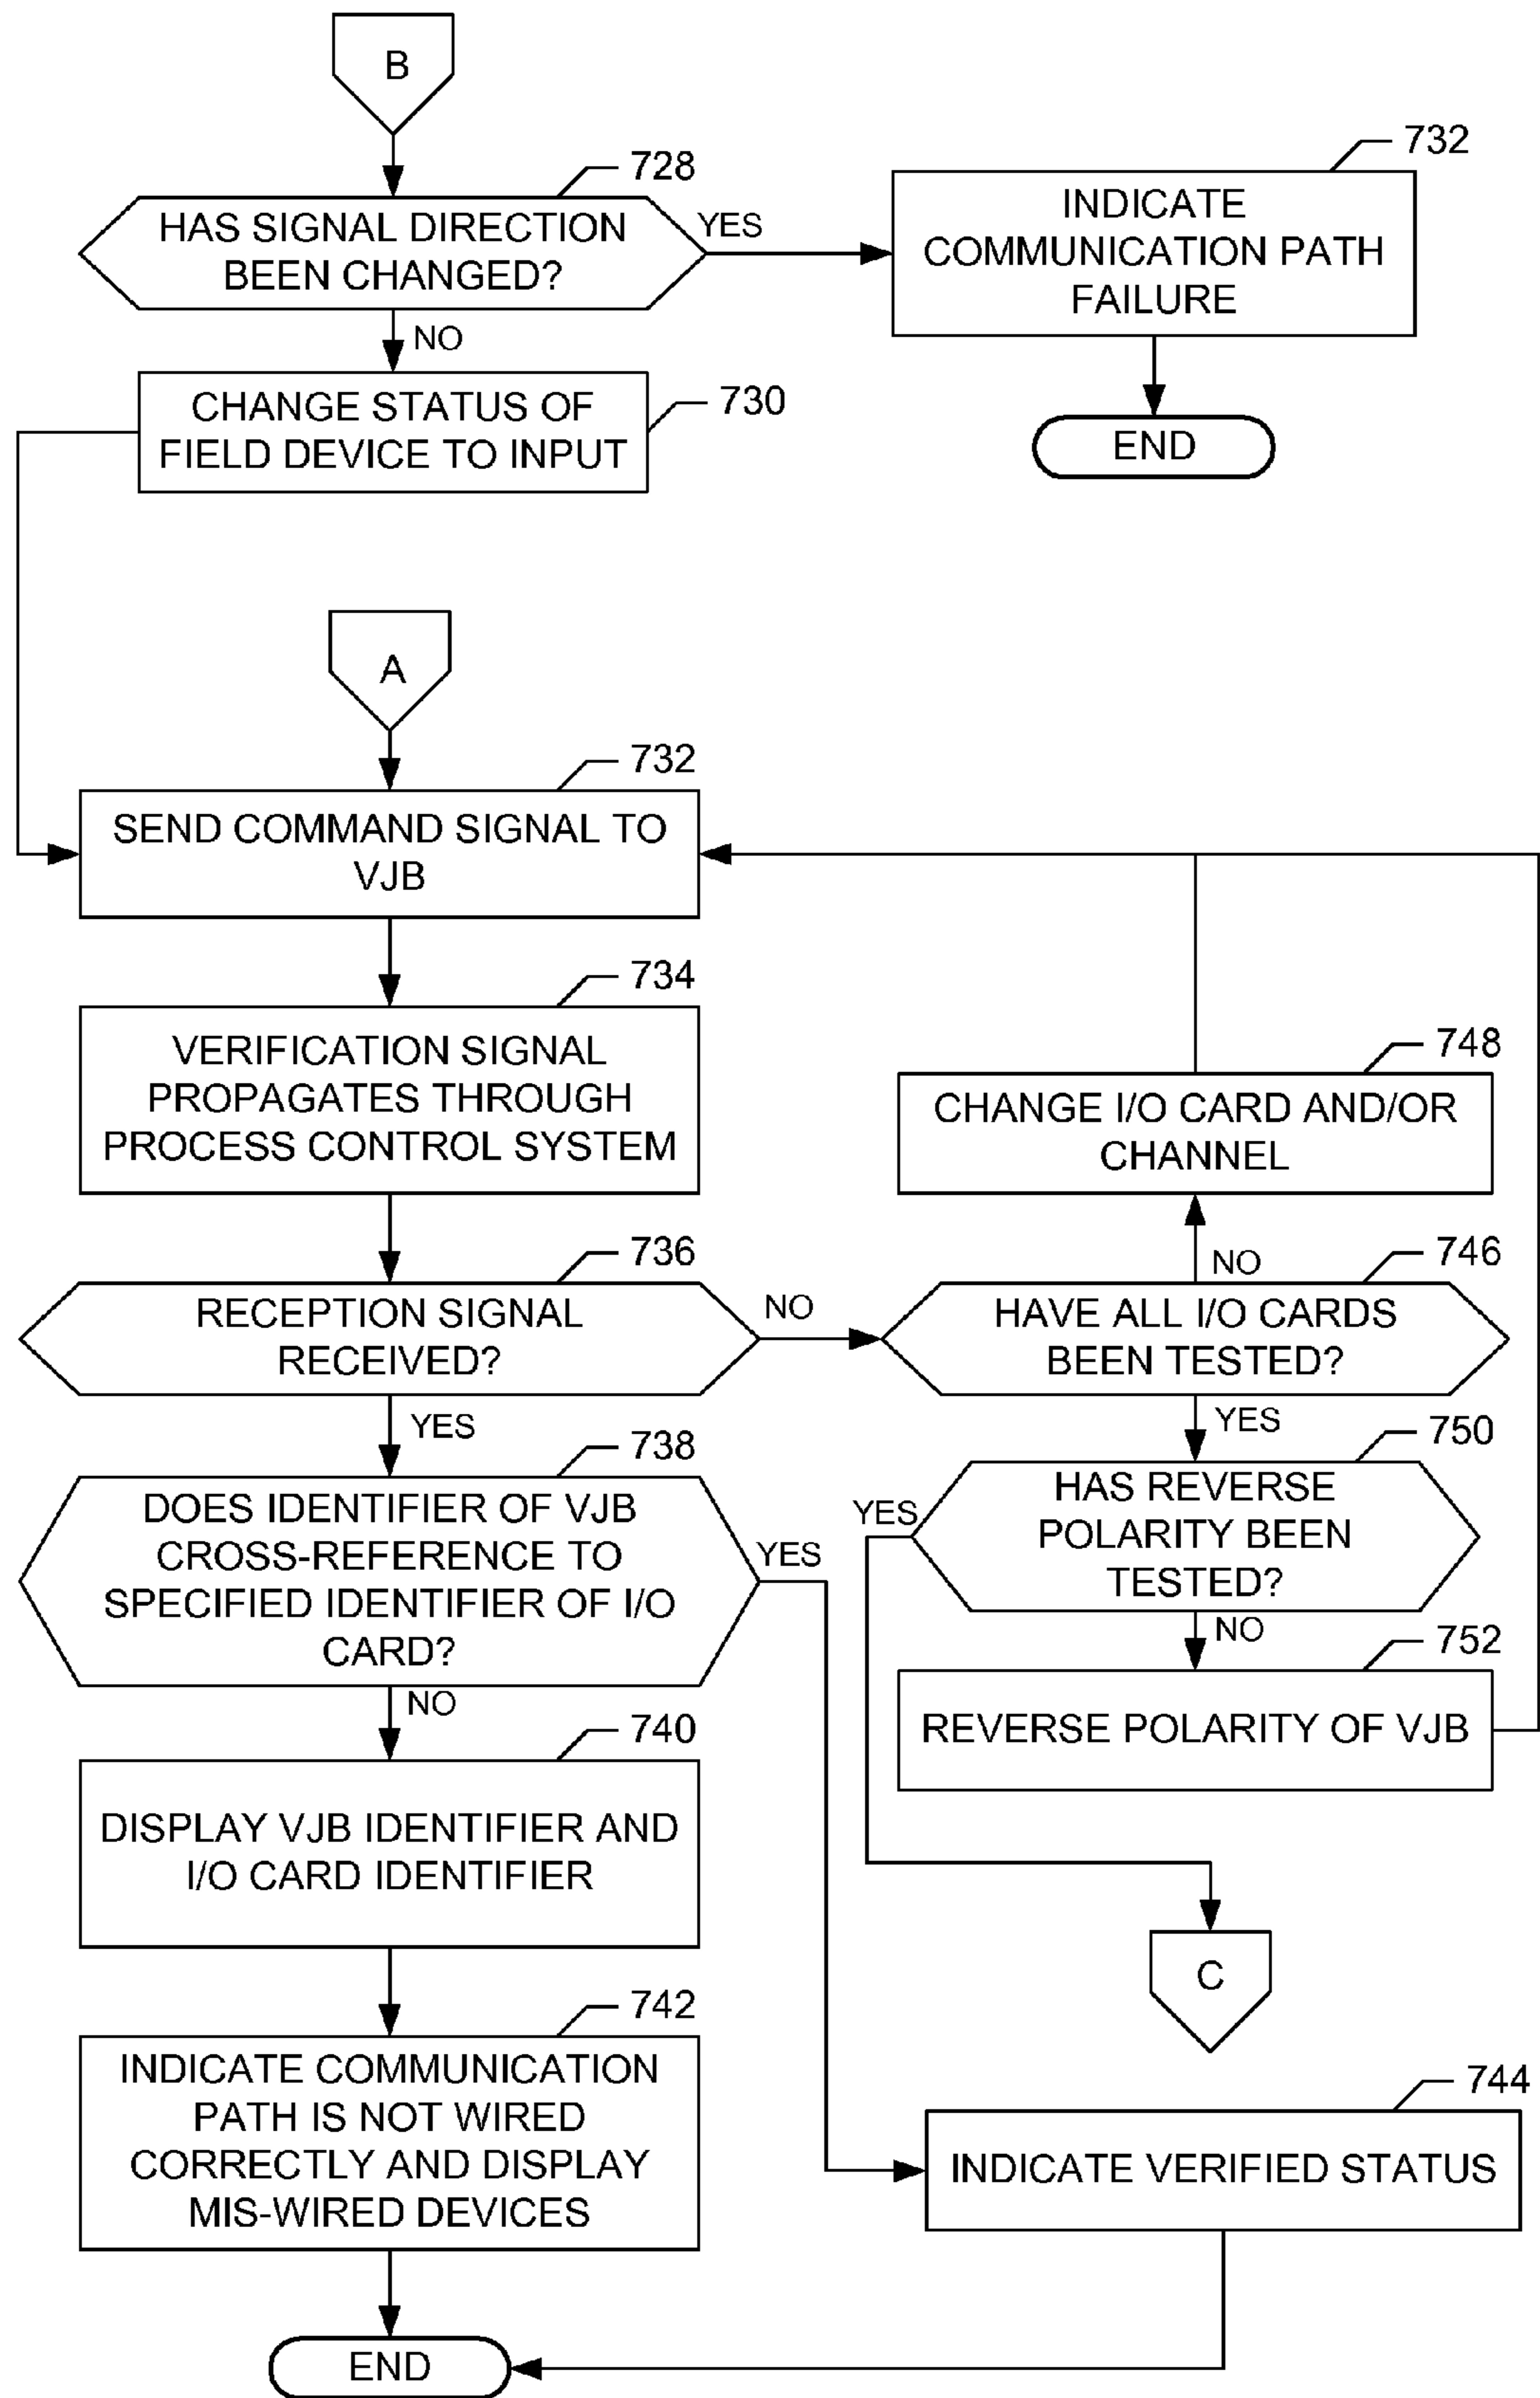 B
728
HAS SIGNAL DIRECTION
BEEN CHANGED?
YES
732
INDICATE
COMMUNICATION PATH
FAILURE
NO
730
CHANGE STATUS OF
FIELD DEVICE TO INPUT
END
A
732
SEND COMMAND SIGNAL TO
VJB
734
VERIFICATION SIGNAL
PROPAGATES THROUGH
PROCESS CONTROL SYSTEM
748
CHANGE I/O CARD AND/OR
CHANNEL
736
RECEPTION SIGNAL
RECEIVED?
NO
NO
746
HAVE ALL I/O CARDS
BEEN TESTED?
YES
YES
738
DOES IDENTIFIER OF VJB
CROSS-REFERENCE TO
SPECIFIED IDENTIFIER OF I/O
CARD?
YES
YES
750
HAS REVERSE
POLARITY BEEN
TESTED?
NO
NO
752
REVERSE POLARITY OF VJB
740
DISPLAY VJB IDENTIFIER AND
I/O CARD IDENTIFIER
C
742
INDICATE COMMUNICATION
PATH IS NOT WIRED
CORRECTLY AND DISPLAY
MIS-WIRED DEVICES
744
INDICATE VERIFIED STATUS
END